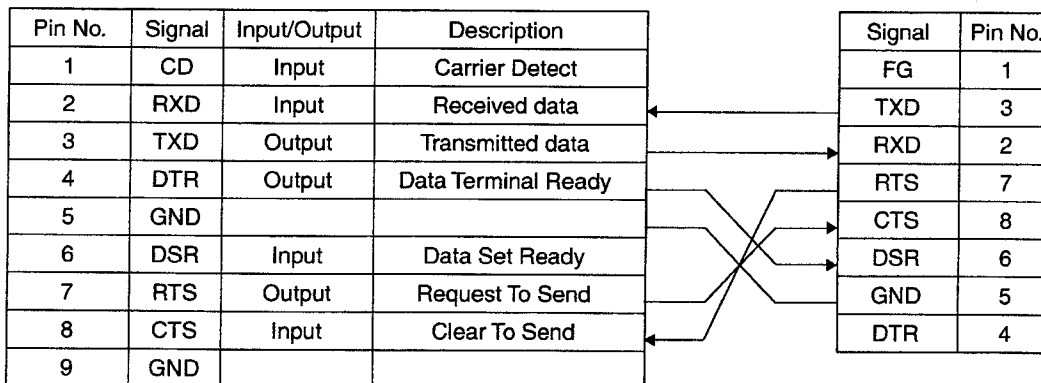 Pin No. Signal Input/Output Description
1 CD Input Carrier Detect
2 RXD Input Received data
3 TXD Output Transmitted data
4 DTR Output Data Terminal Ready
5 GND
6 DSR Input Data Set Ready
7 RTS Output Request To Send
8 CTS Input Clear To Send
9 GND
Signal Pin No.
FG 1
TXD 3
RXD 2
RTS 7
CTS 8
DSR 6
GND 5
DTR 4